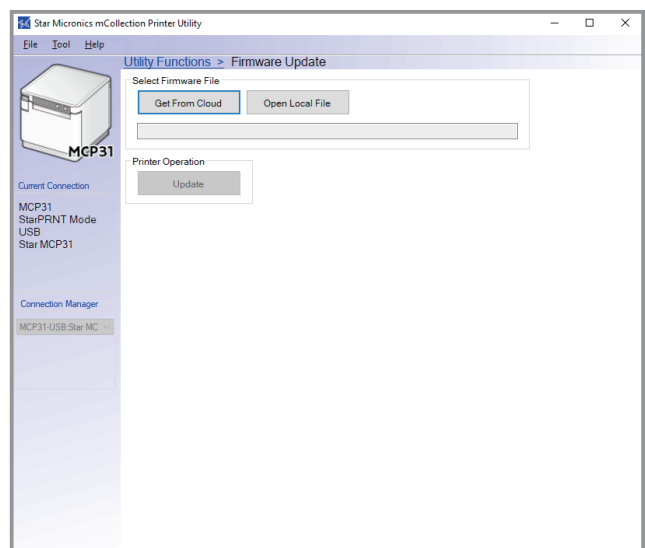 Star Micronics mCollection Printer Utility
File Tool Help
Utility Functions > Firmware Update
Select Firmware File
Get From Cloud Open Local File
MCP31
Printer Operation
Update
Current Connection
MCP31
StarPRNT Mode
USB
Star MCP31
Connection Manager
MCP31-USB:Star MC